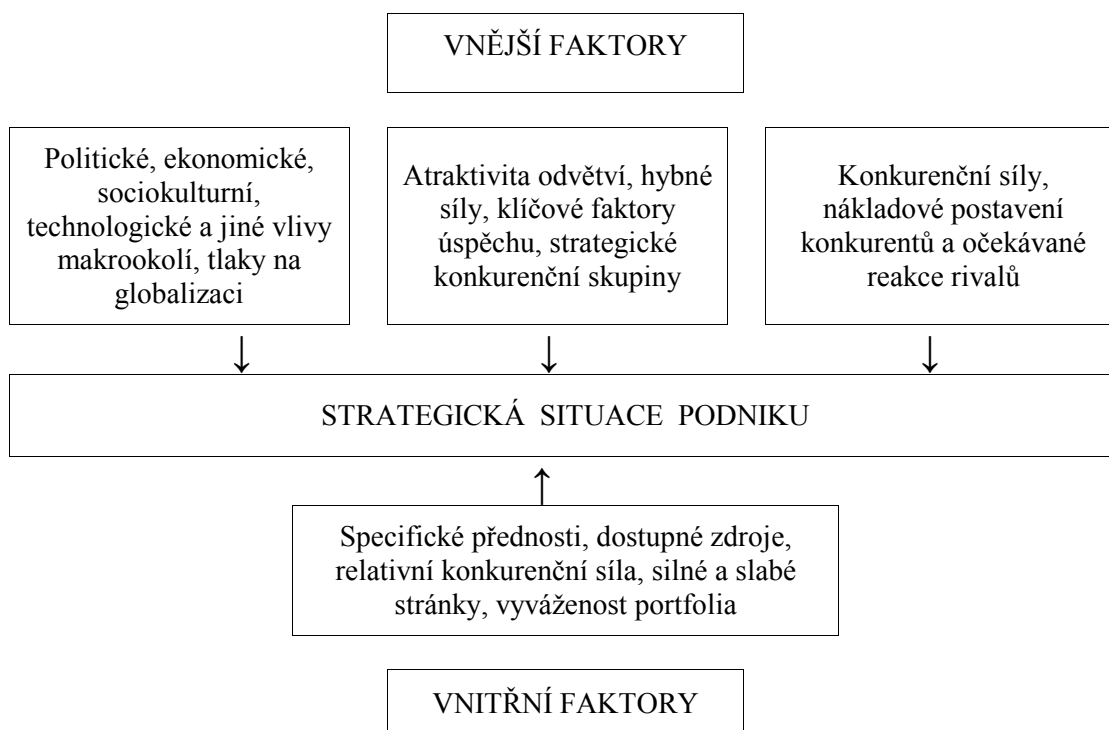 VNĚJŠÍ FAKTORY
Politické, ekonomické,
sociokulturní,
technologické a jiné vlivy
makrookolí, tlaky na
globalizaci
Atraktivita odvětví, hybné
síly, klíčové faktory
úspěchu, strategické
konkurenční skupiny
Konkurenční síly,
nákladové postavení
konkurentů a očekávané
reakce rivalů
STRATEGICKÁ SITUACE PODNIKU
Specifické přednosti, dostupné zdroje,
relativní konkurenční síla, silné a slabé
stránky, vyváženost portfolia
VNITŘNÍ FAKTORY